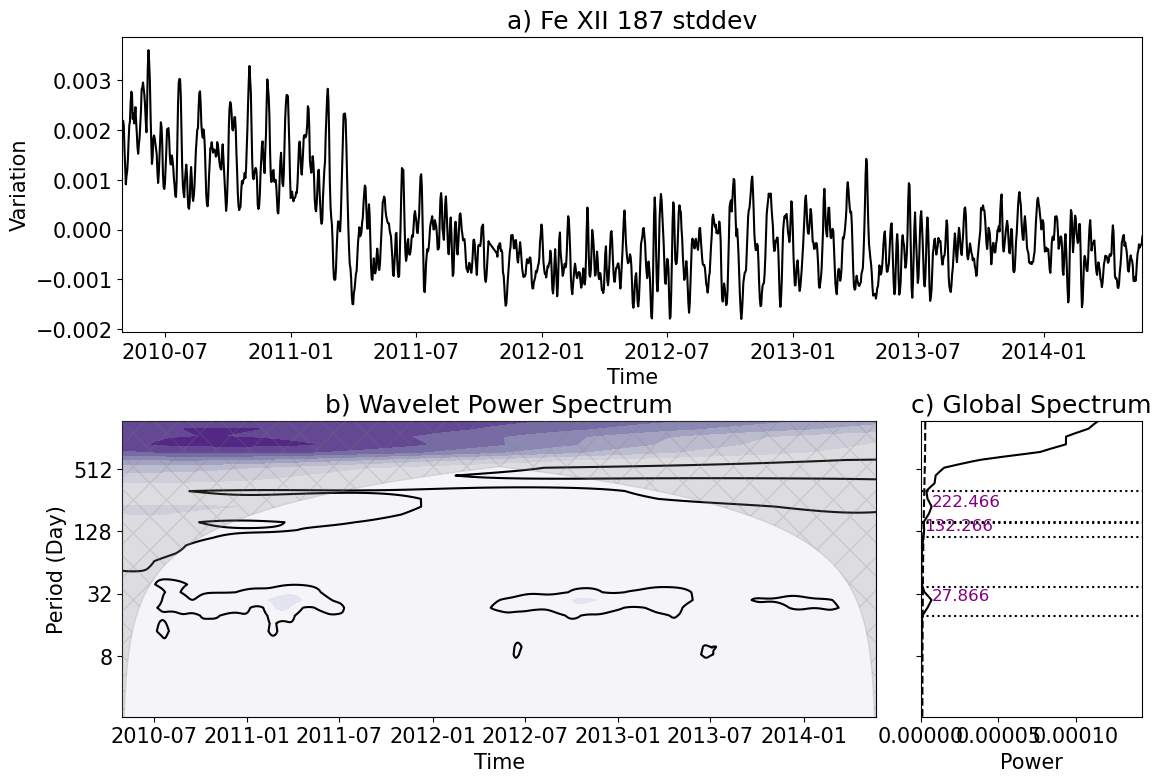 a) Fe XII 187 stddev
Variation
0.003
0.002
0.001
0.000
−0.001
−0.002
2010-07 2011-01 2011-07 2012-01 2012-07 2013-01 2013-07 2014-01
Time
b) Wavelet Power Spectrum
Period (Day)
512
128
32
8
2010-07 2011-01 2011-07 2012-01 2012-07 2013-01 2013-07 2014-01
Time
c) Global Spectrum
222.466
132.266
27.866
0.00000 0.00005 0.00010
Power